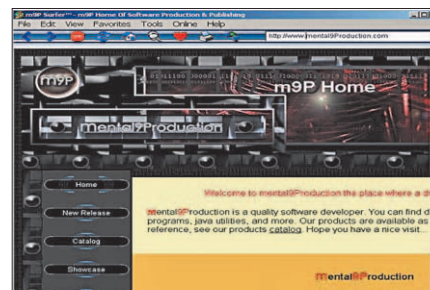 m9P Surfer™ - m9P Home Of Software Production & Publishing
File Edit View Favorites Tools Online Help
http://www.mental9Production.com
m9P
m9P Home
mental9Production
Home
Welcome to mental9Production the place where a d
New Release
mental9Production is a quality software developer. You can find d
programs, java utilities, and more. Our products are available as
reference, see our products catalog. Hope you have a nice visit...
Catalog
Showcase
mental9Production